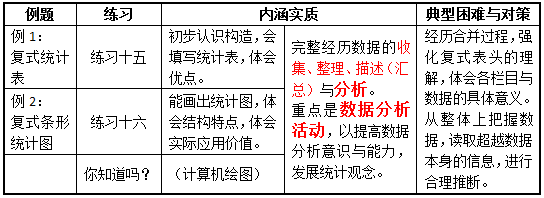 例题 练习 内涵实质 典型困难与对策
例 1：
复式统计
表
练习十五
初步认识构造，会
填写统计表，体会
优点。
例 2：
复式条形
统计图
练习十六
能画出统计图，体
会结构特点，体会
实际应用价值。
你知道吗？
（计算机绘图）
完整经历数据的收
集、整理、描述（汇
总）与分析。
重点是数据分析
活动，以提高数据
分析意识与能力，
发展统计观念。
经历合并过程，强
化复式表头的理
解，体会各栏目与
数据的具体意义。
从整体上把握数
据，读取超越数据
本身的信息，进行
合理推断。